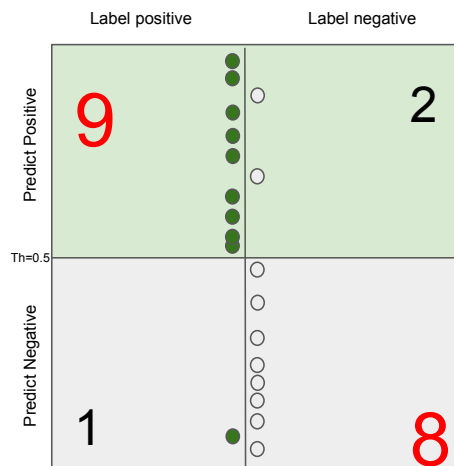 Label positive
Label negative
Predict Positive
9
2
Th=0.5
Predict Negative
1
8